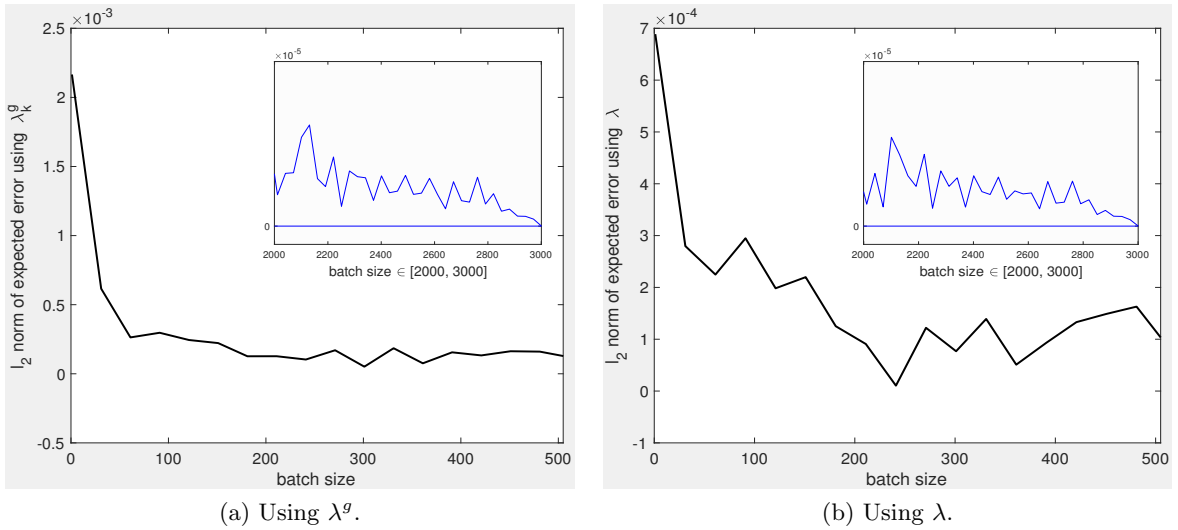 ×10⁻³
2.5
2
1.5
1
0.5
0
-0.5
0 100 200 300 400 500
batch size
l₂ norm of expected error using λₖᵍ
×10⁻⁵
0
2000 2200 2400 2600 2800 3000
batch size ∈ [2000, 3000]
(a) Using λᵍ.
×10⁻⁴
7
6
5
4
3
2
1
0
-1
0 100 200 300 400 500
batch size
l₂ norm of expected error using λ
×10⁻⁵
0
2000 2200 2400 2600 2800 3000
batch size ∈ [2000, 3000]
(b) Using λ.